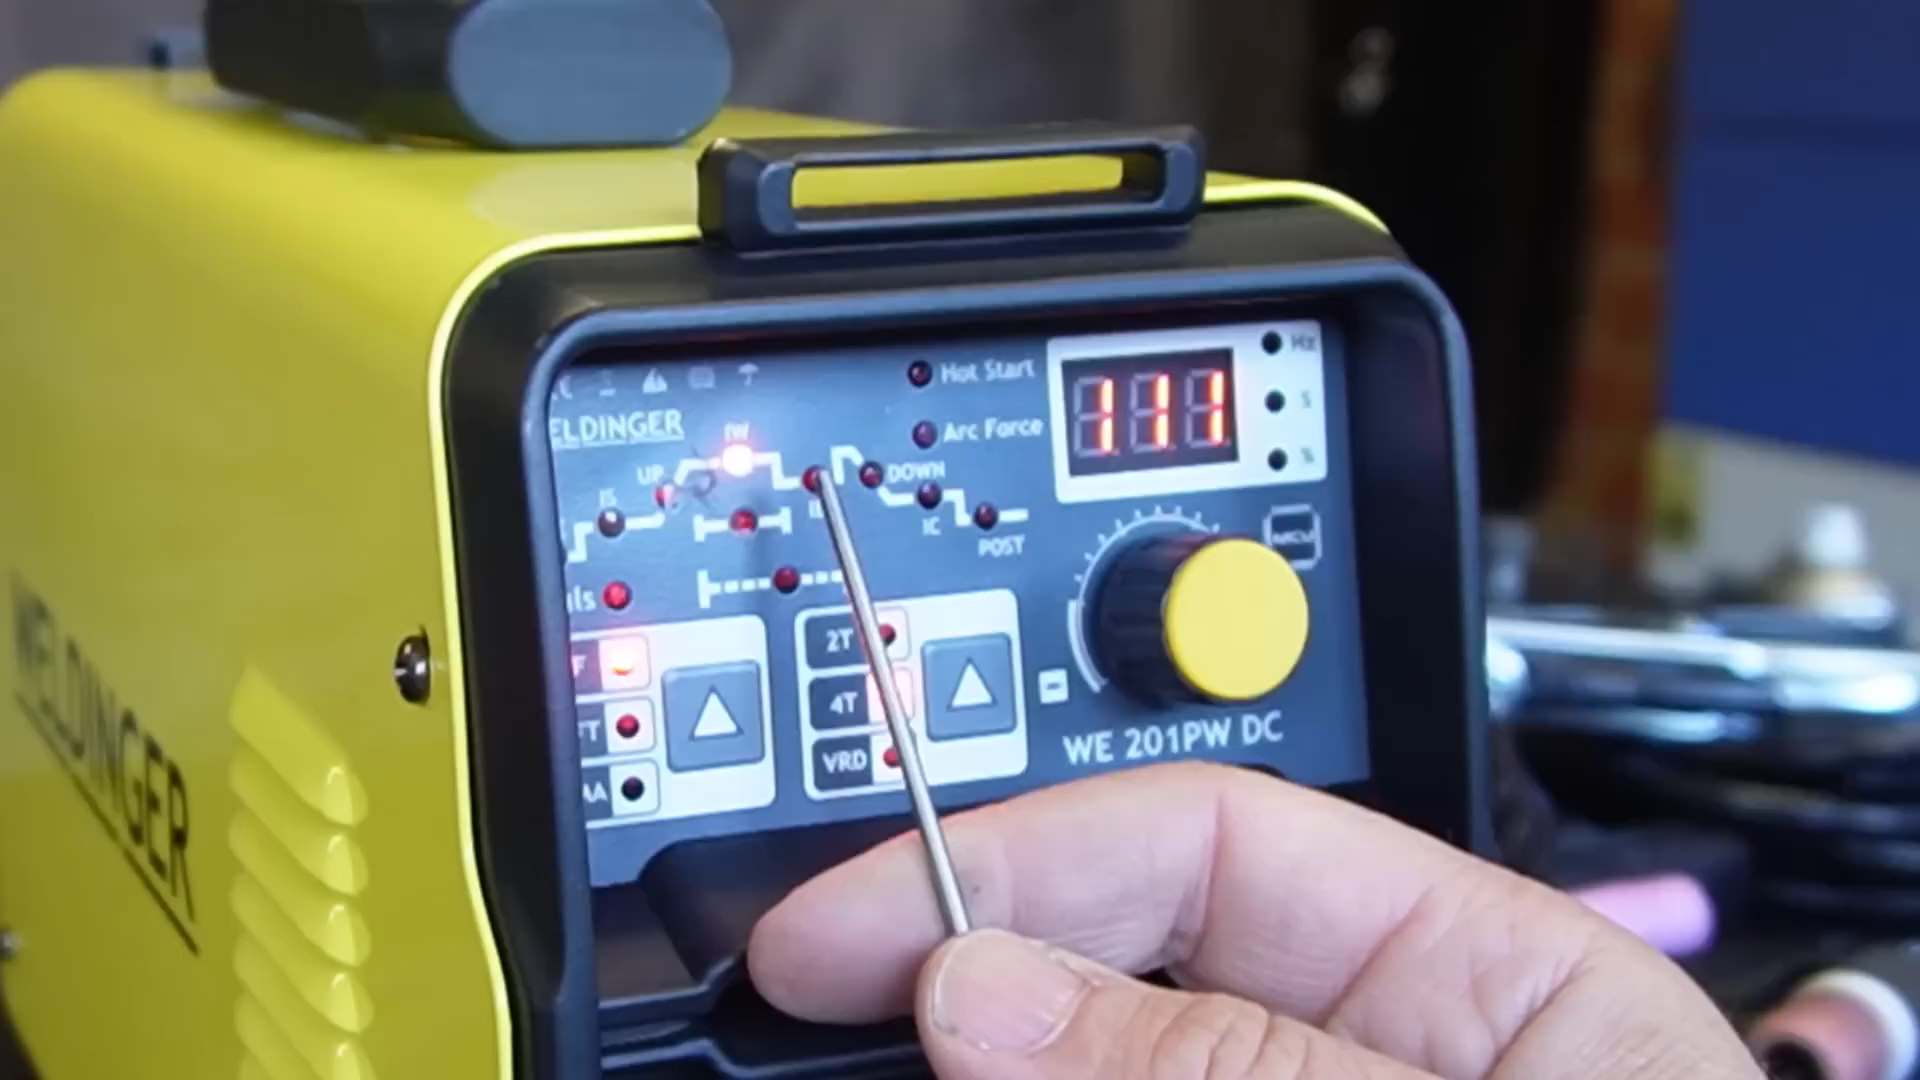 WELDINGER
ELDINGER
Hot Start
Arc Force
111
Hz
S
%
IW
UP
IS
DOWN
IC
POST
2T
4T
VRD
WE 201PW DC